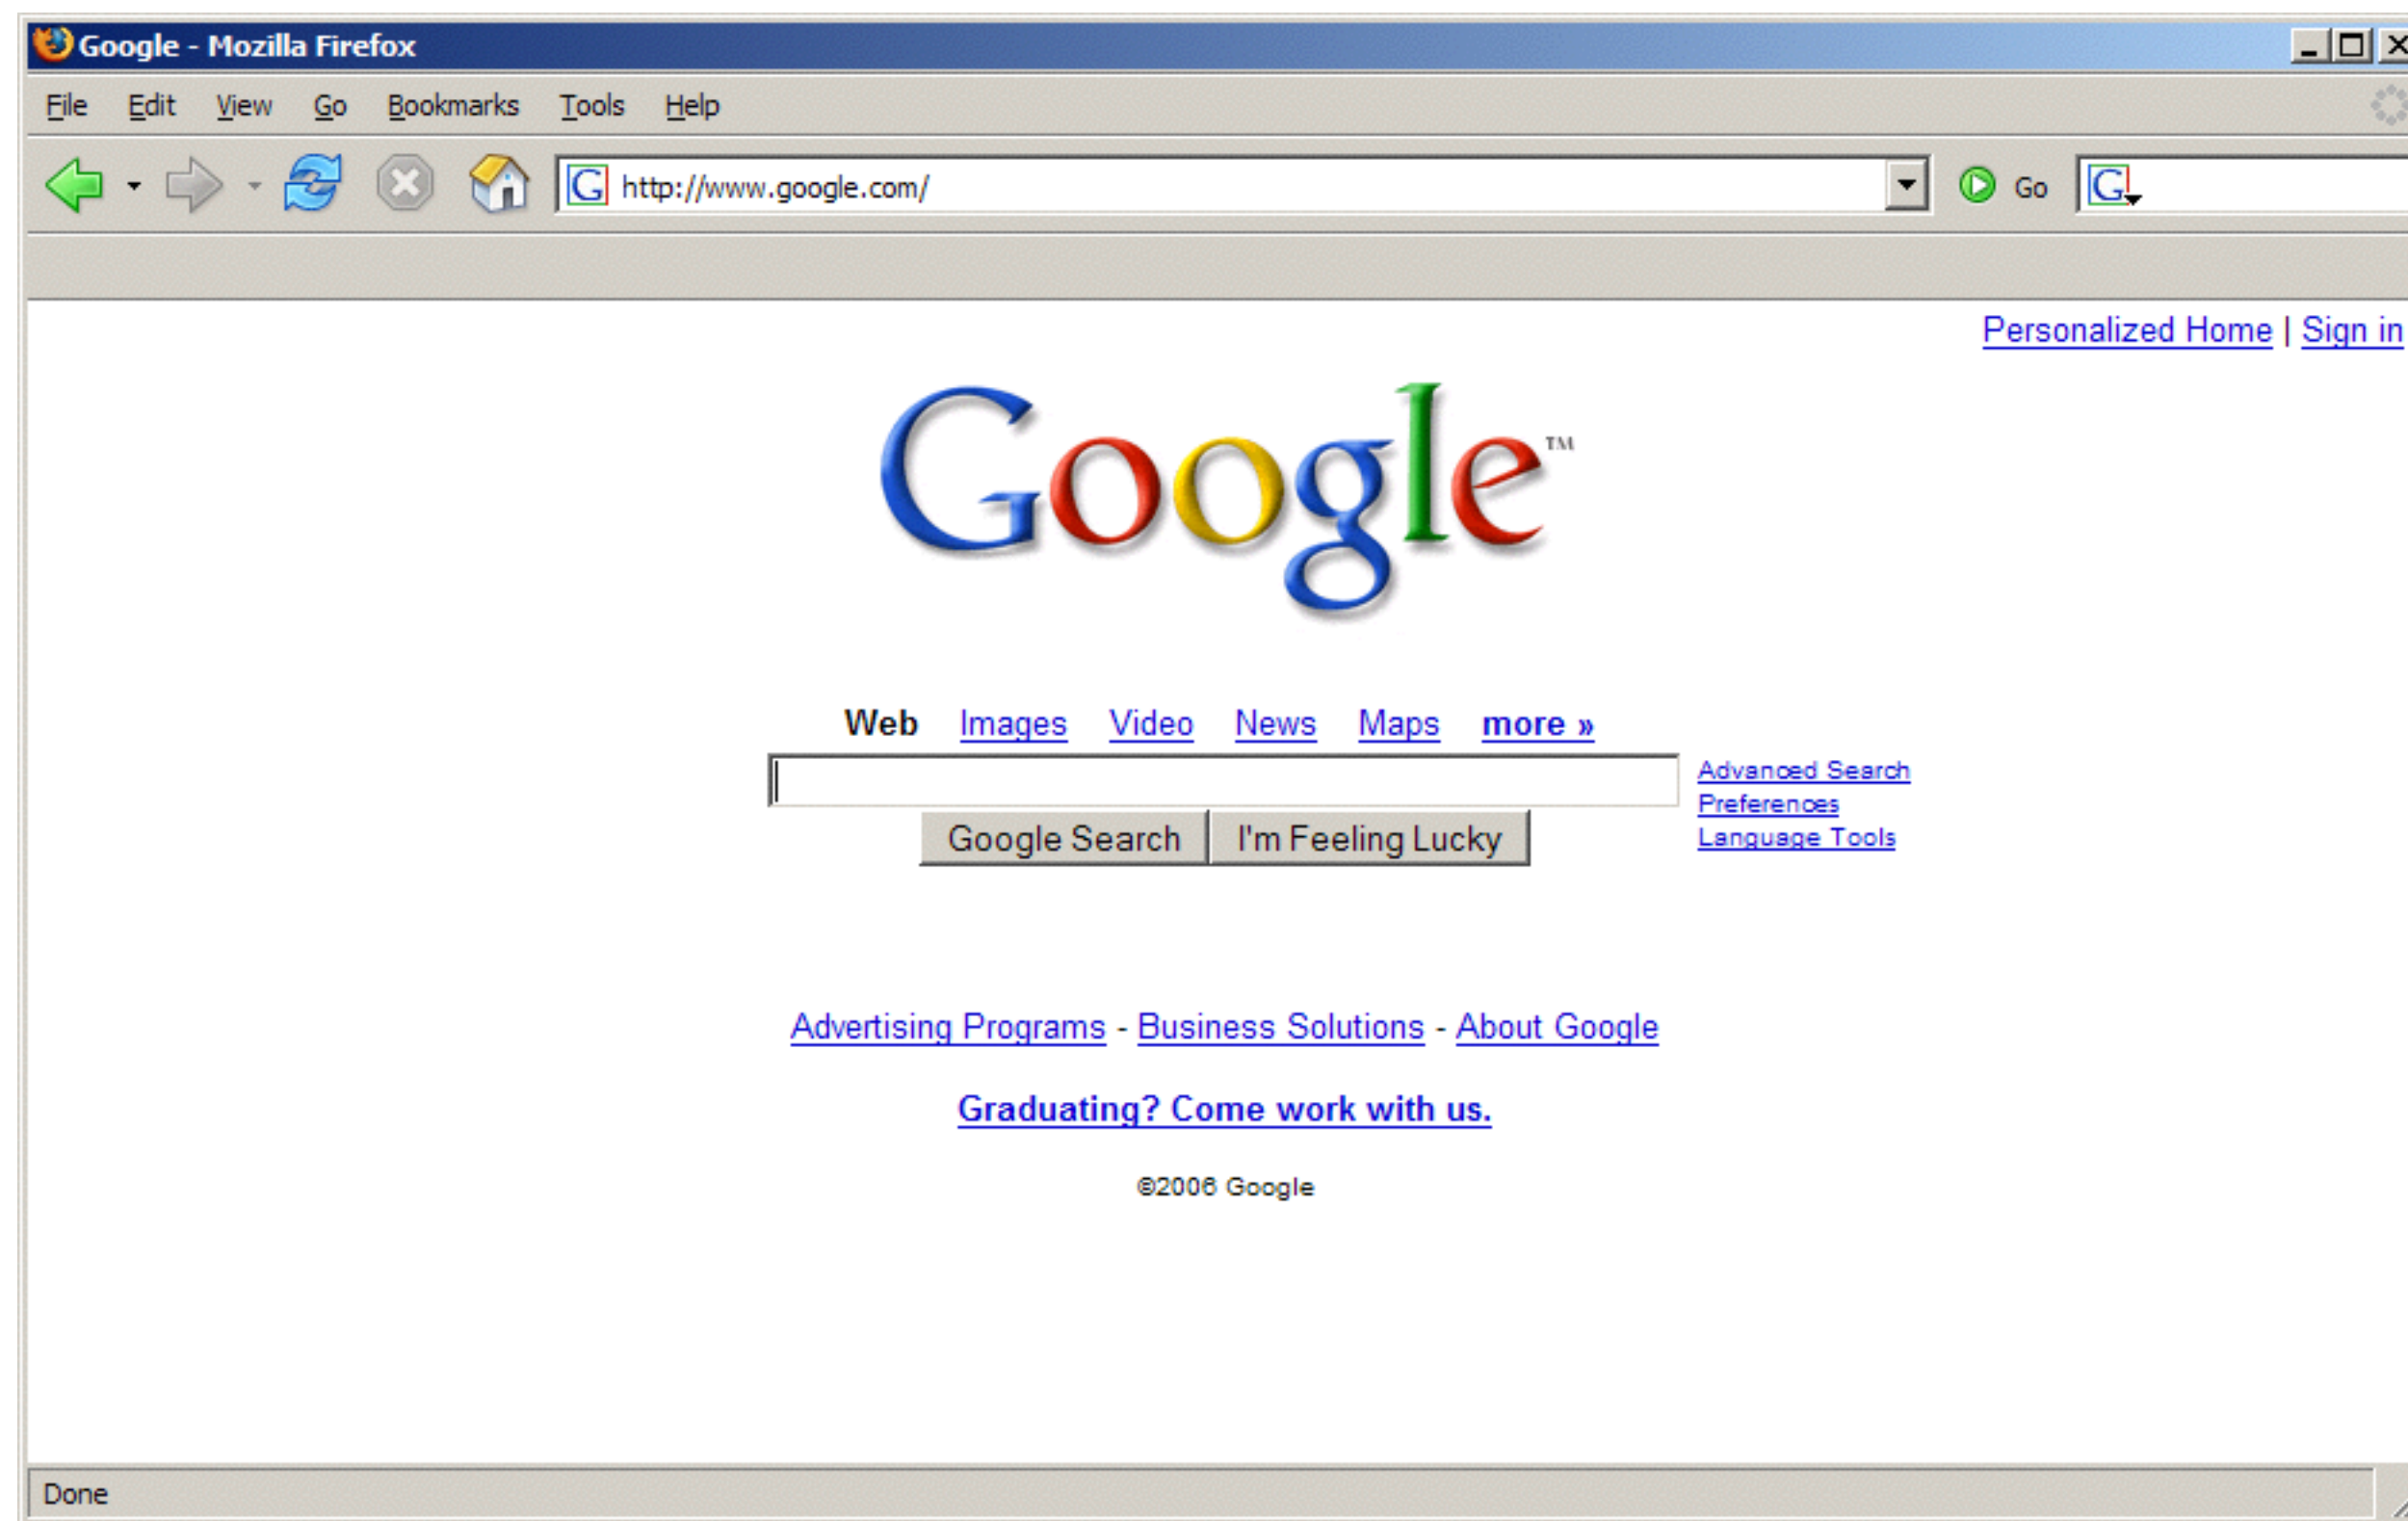 Google - Mozilla Firefox
File Edit View Go Bookmarks Tools Help
G http://www.google.com/ Go G
Personalized Home | Sign in
Google™
Web Images Video News Maps more »
Advanced Search
Preferences
Google Search I'm Feeling Lucky Language Tools
Advertising Programs - Business Solutions - About Google
Graduating? Come work with us.
©2006 Google
Done